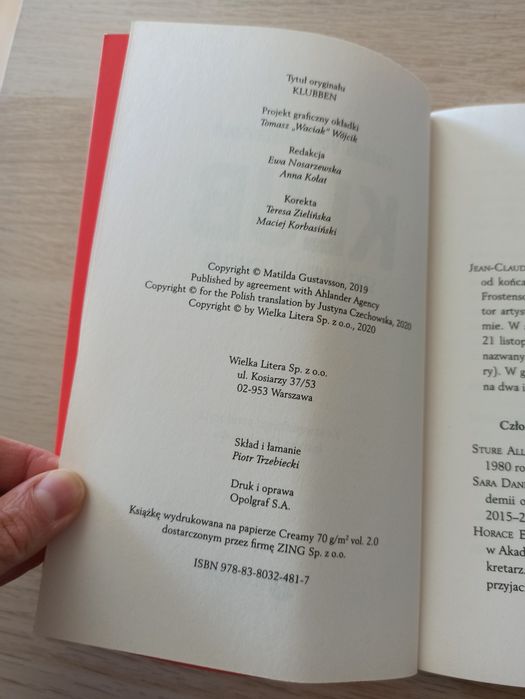 Tytuł oryginału
KLUBBEN
Projekt graficzny okładki
Tomasz „Waciak” Wójcik
Redakcja
Ewa Nosarzewska
Anna Kolat
Korekta
Teresa Zielińska
Maciej Korbasiński
Copyright © Matilda Gustavsson, 2019
Published by agreement with Ahlander Agency
Copyright © for the Polish translation by Justyna Czechowska, 2020
Copyright © by Wielka Litera Sp. z o.o., 2020
Wielka Litera Sp. z o.o.
ul. Kosiarzy 37/53
02-953 Warszawa
Skład i łamanie
Piotr Trzebiecki
Druk i oprawa
Opolgraf S.A.
Książkę wydrukowana na papierze Creamy 70 g/m² vol. 2.0
dostarczonym przez firmę ZING Sp. z o.o.
ISBN 978-83-8032-481-7
JEAN-CLAUD
od końca
Frostenso
tor artys
mie. W
21 listop
nazwany
ry). W g
na dwa i
Czło
STURE ALL
1980 ro
SARA DANI
demii o
2015–2
HORACE E
w Akad
kretarz.
przyjac